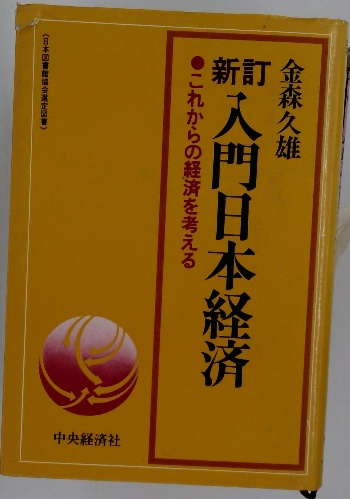 金森久雄
新訂
入門日本経済
●これからの経済を考える
(日本図書館協会選定図書)
中央経済社